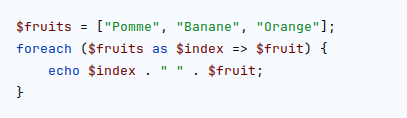 $fruits = ["Pomme", "Banane", "Orange"];
foreach ($fruits as $index => $fruit) {
    echo $index . " " . $fruit;
}